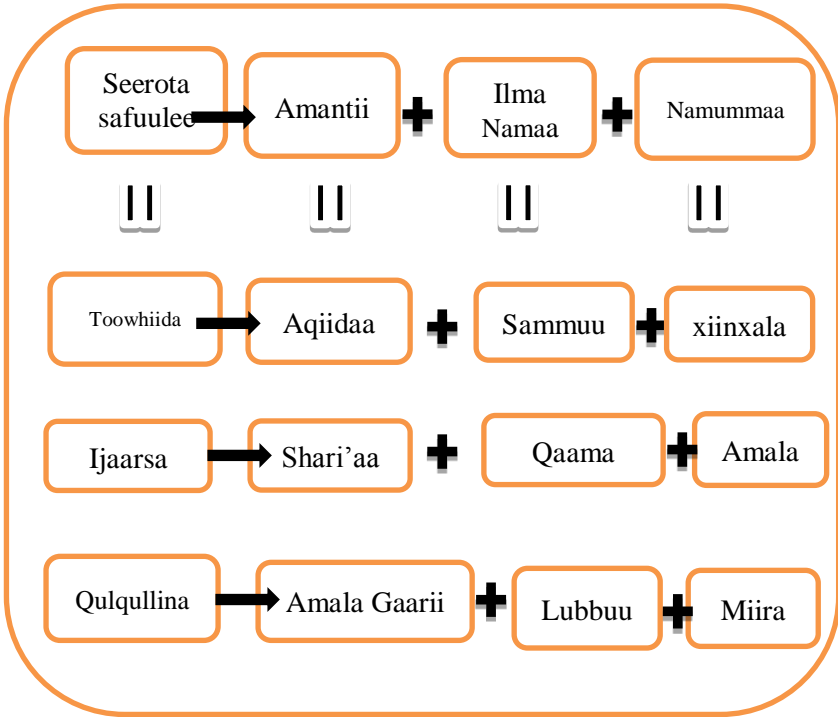 Seerota
safuulee
Amantii
Ilma
Namaa
Namummaa
Toowhiida
Aqiidaa
Sammuu
xiinxala
Ijaarsa
Shari’aa
Qaama
Amala
Qulqullina
Amala Gaarii
Lubbuu
Miira